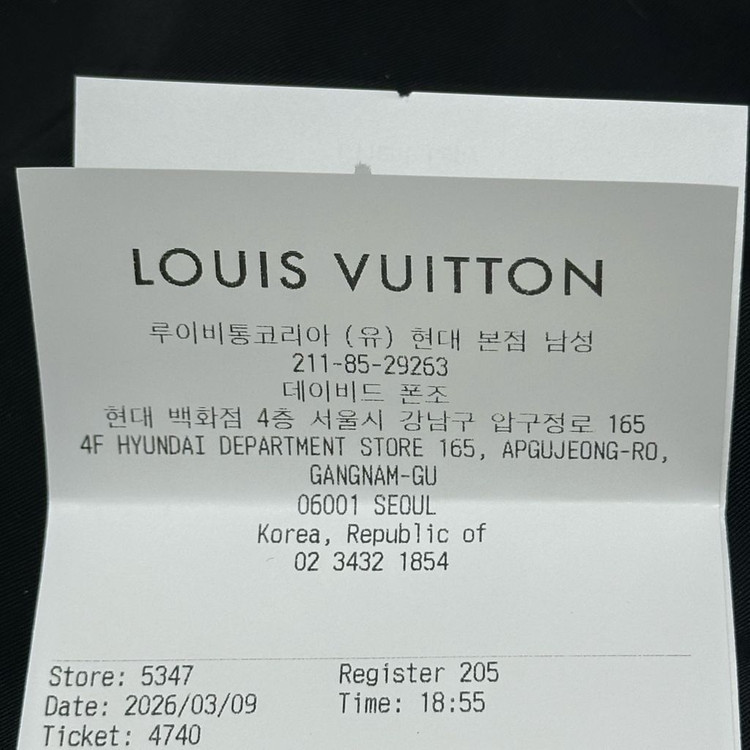 LOUIS VUITTON
루이비통코리아 (유) 현대 본점 남성
211-85-29263
데이비드 폰조
현대 백화점 4층 서울시 강남구 압구정로 165
4F HYUNDAI DEPARTMENT STORE 165, APGUJEONG-RO,
GANGNAM-GU
06001 SEOUL
Korea, Republic of
02 3432 1854
Store: 5347 Register 205
Date: 2026/03/09 Time: 18:55
Ticket: 4740